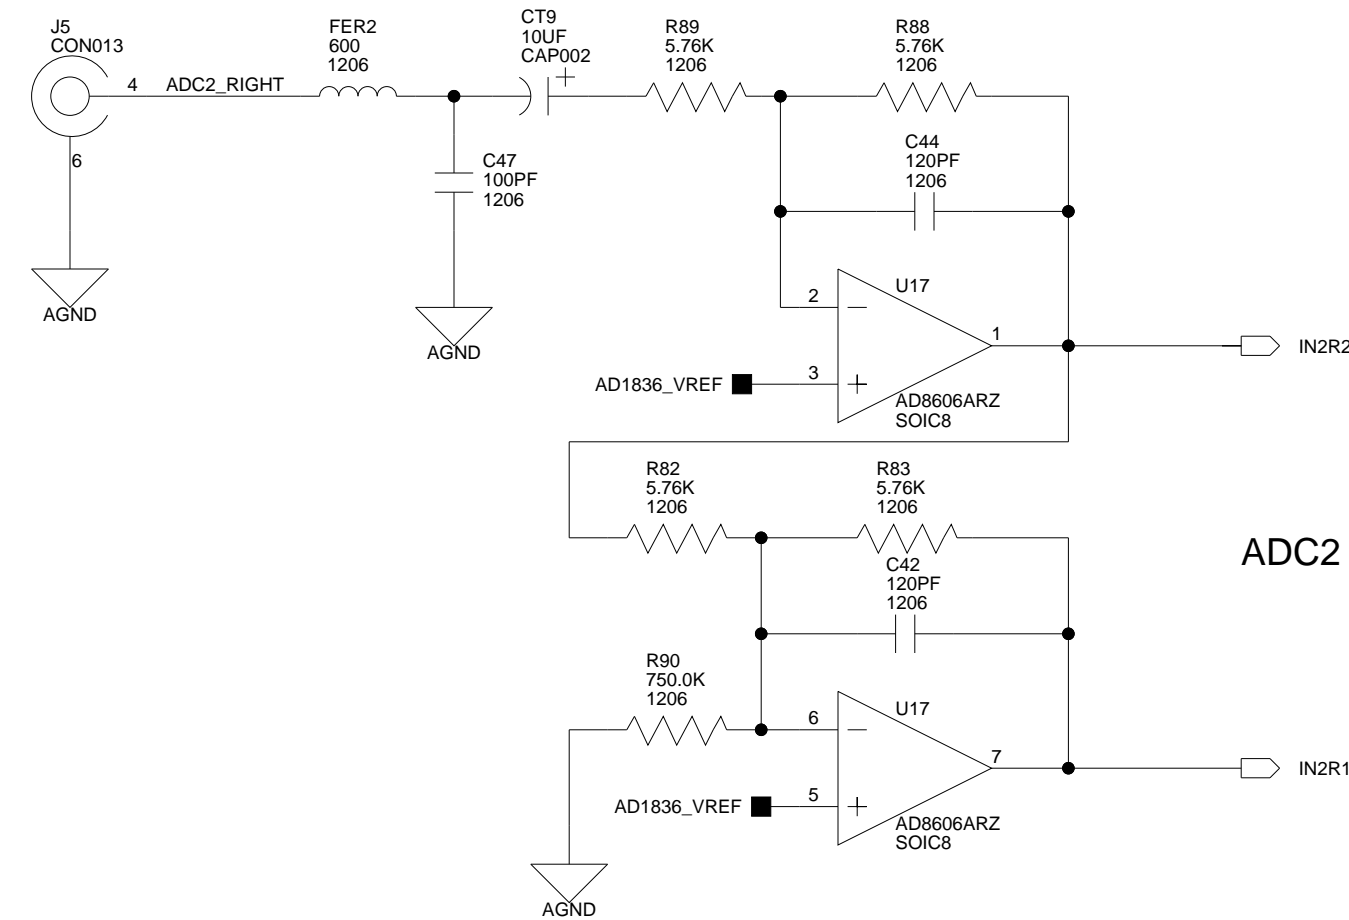 J5
CON013
4
ADC2_RIGHT
6
AGND
FER2
600
1206
C47
100PF
1206
AGND
CT9
10UF
CAP002
+
R89
5.76K
1206
R88
5.76K
1206
C44
120PF
1206
U17
2
1
3
AD1836_VREF
AD8606ARZ
SOIC8
IN2R2
R82
5.76K
1206
R83
5.76K
1206
C42
120PF
1206
ADC2
R90
750.0K
1206
U17
6
7
5
AD1836_VREF
AD8606ARZ
SOIC8
IN2R1
AGND